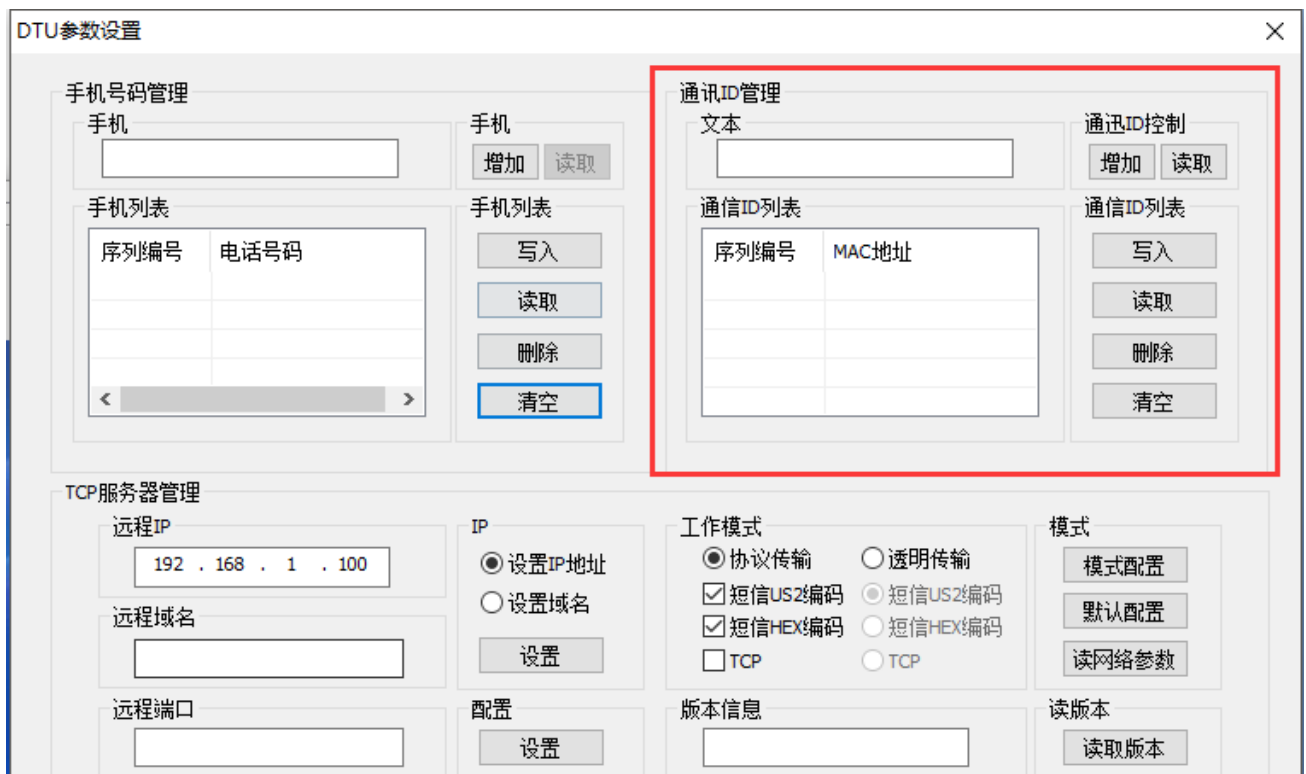 DTU参数设置
手机号码管理
手机
手机
增加 读取
手机列表
序列编号 电话号码
手机列表
写入
读取
删除
清空
通讯ID管理
文本
通迅ID控制
增加 读取
通信ID列表
序列编号 MAC地址
通信ID列表
写入
读取
删除
清空
TCP服务器管理
远程IP
192 . 168 . 1 . 100
远程域名
远程端口
IP
设置IP地址
设置域名
设置
配置
设置
工作模式
协议传输 透明传输
短信US2编码 短信US2编码
短信HEX编码 短信HEX编码
TCP TCP
版本信息
模式
模式配置
默认配置
读网络参数
读版本
读取版本